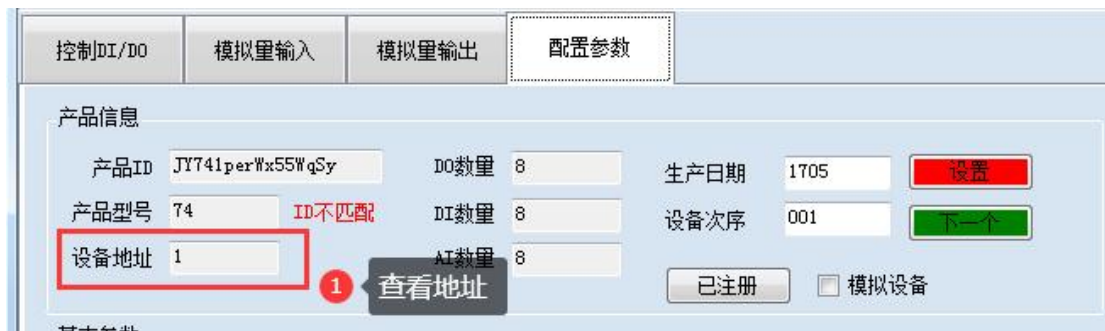 控制DI/DO 模拟量输入 模拟量输出 配置参数
产品信息
产品ID JY741perWx55WqSy DO数量 8 生产日期 1705 设置
产品型号 74 ID不匹配 DI数量 8 设备次序 001 下一个
设备地址 1 AI数量 8
1 查看地址 已注册 模拟设备
基本参数